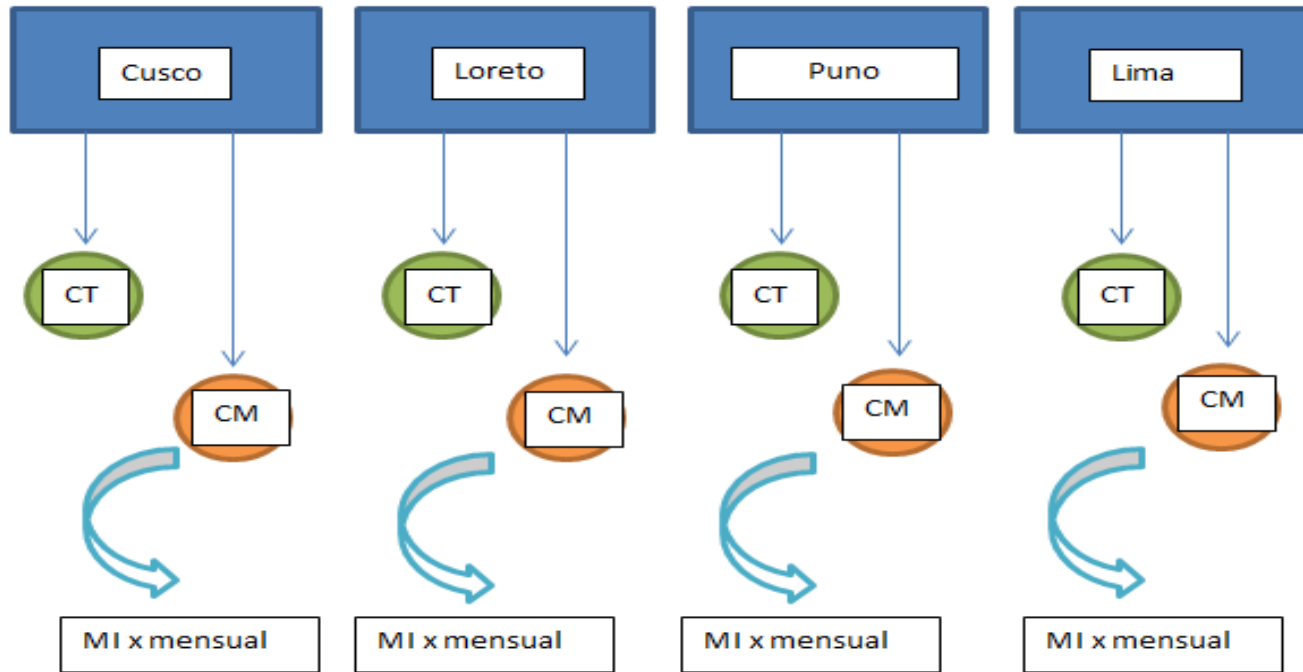 Cusco
Loreto
Puno
Lima
CT
CT
CT
CT
CM
CM
CM
CM
MI x mensual
MI x mensual
MI x mensual
MI x mensual